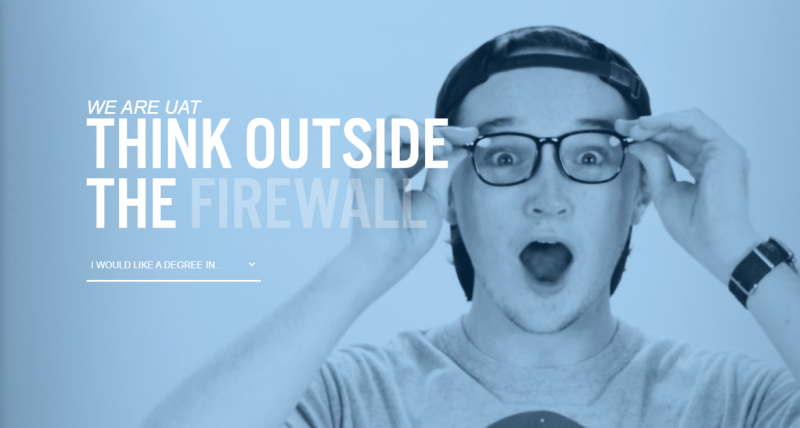 WE ARE UAT
THINK OUTSIDE
THE FIREWALL
I WOULD LIKE A DEGREE IN...